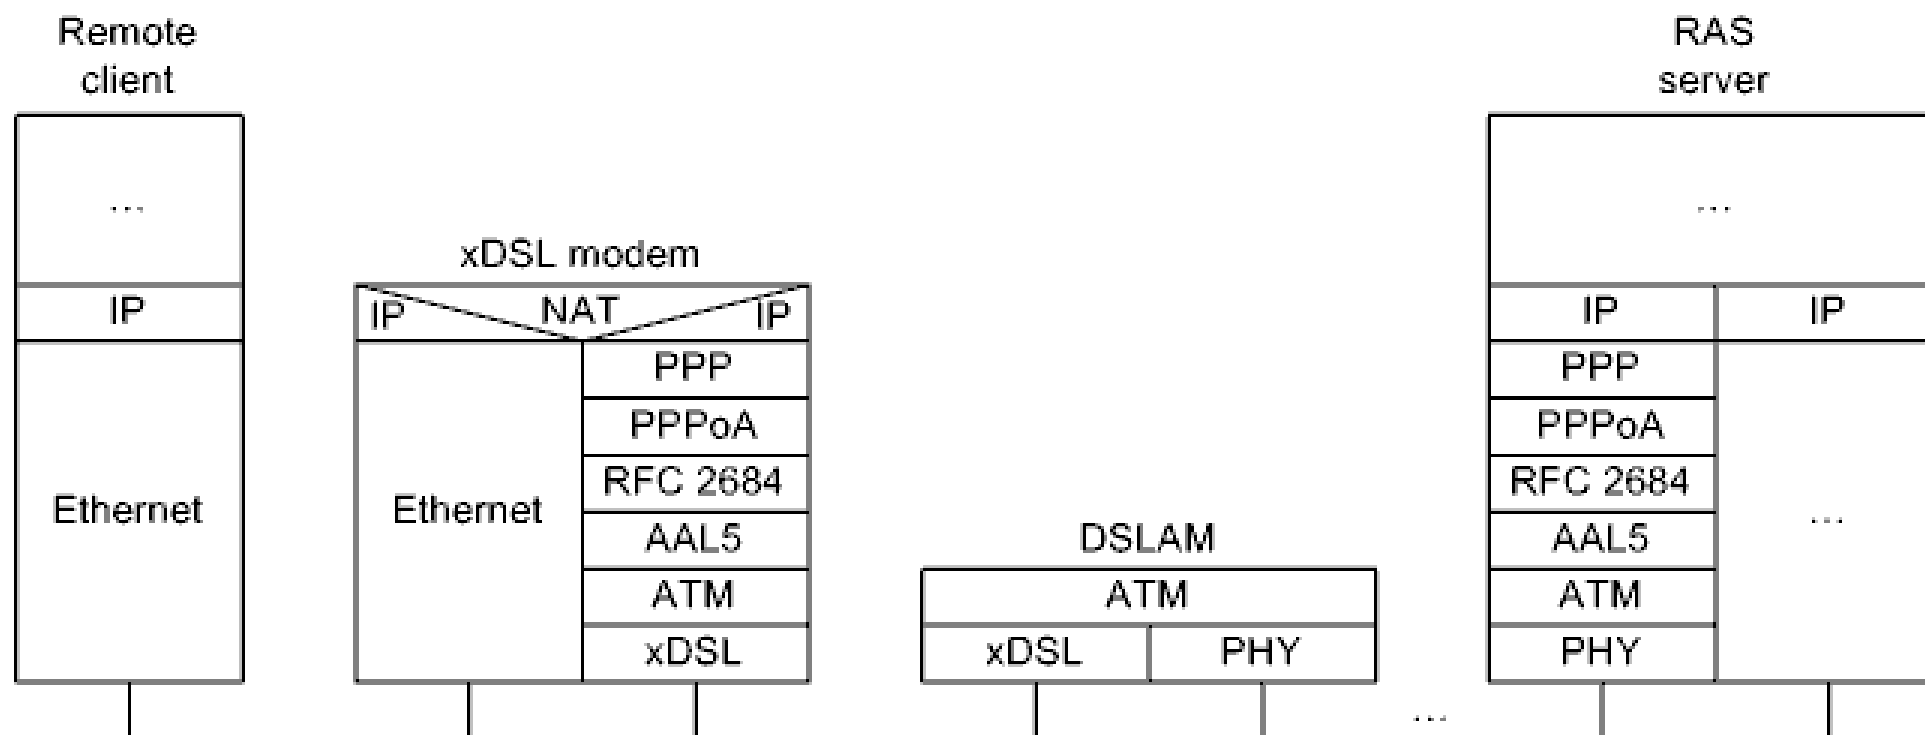 Remote
client
...
IP
Ethernet
xDSL modem
IP NAT IP
Ethernet
PPP
PPPoA
RFC 2684
AAL5
ATM
xDSL
DSLAM
ATM
xDSL PHY
...
RAS
server
...
IP IP
PPP
PPPoA
RFC 2684
AAL5
ATM
PHY
...